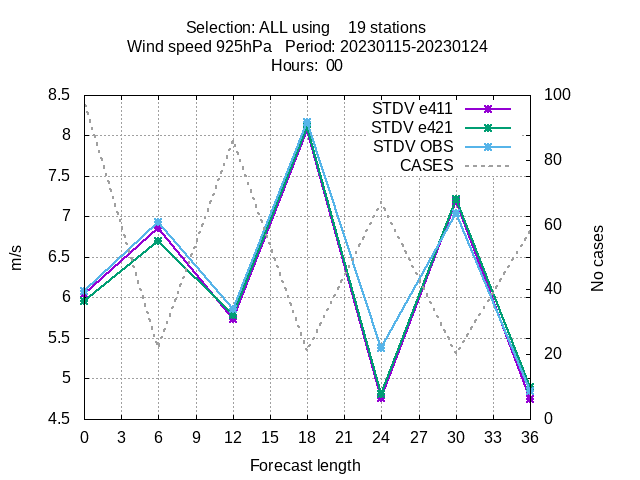 Selection: ALL using    19 stations
Wind speed 925hPa   Period: 20230115-20230124
Hours:  00
8.5
8
7.5
7
6.5
6
5.5
5
4.5
m/s
STDV e411
STDV e421
STDV OBS
CASES
100
80
60
40
20
0
No cases
0 3 6 9 12 15 18 21 24 27 30 33 36
Forecast length